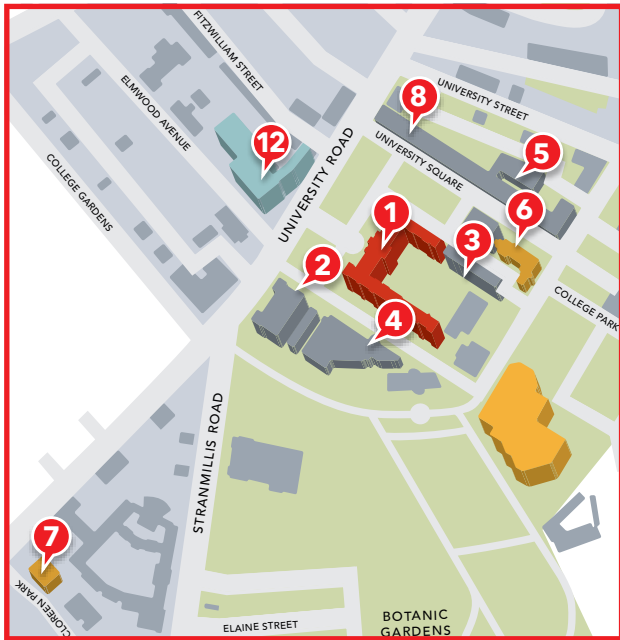 FITZWILLIAM STREET
UNIVERSITY STREET
ELMWOOD AVENUE
8
12
5
UNIVERSITY SQUARE
COLLEGE GARDENS
UNIVERSITY ROAD
1
6
3
2
COLLEGE PARK
4
STRANMILLIS ROAD
7
CLOREEN PARK
ELAINE STREET
BOTANIC
GARDENS